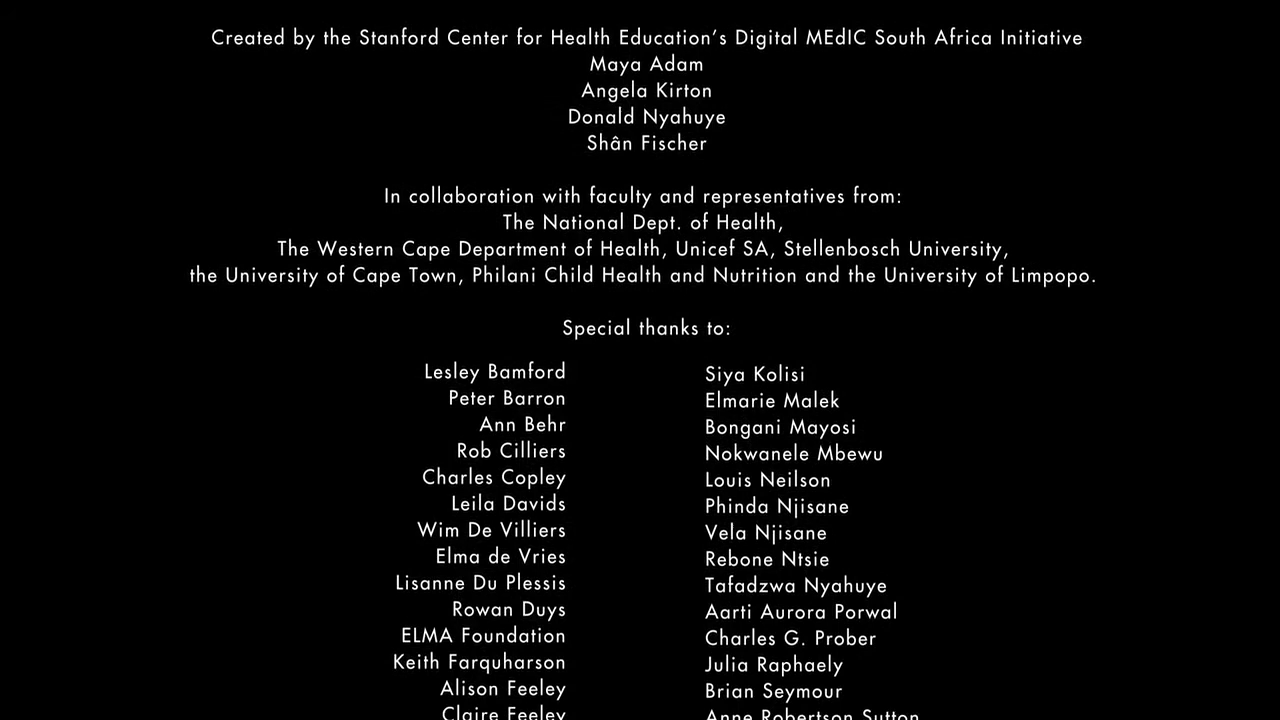 Created by the Stanford Center for Health Education's Digital MEdIC South Africa Initiative
Maya Adam
Angela Kirton
Donald Nyahuye
Shân Fischer
In collaboration with faculty and representatives from:
The National Dept. of Health,
The Western Cape Department of Health, Unicef SA, Stellenbosch University,
the University of Cape Town, Philani Child Health and Nutrition and the University of Limpopo.
Special thanks to:
Lesley Bamford
Peter Barron
Ann Behr
Rob Cilliers
Charles Copley
Leila Davids
Wim De Villiers
Elma de Vries
Lisanne Du Plessis
Rowan Duys
ELMA Foundation
Keith Farquharson
Alison Feeley
Claire Feeley
Siya Kolisi
Elmarie Malek
Bongani Mayosi
Nokwanele Mbewu
Louis Neilson
Phinda Njisane
Vela Njisane
Rebone Ntsie
Tafadzwa Nyahuye
Aarti Aurora Porwal
Charles G. Prober
Julia Raphaely
Brian Seymour
Anne Robertson Sutton